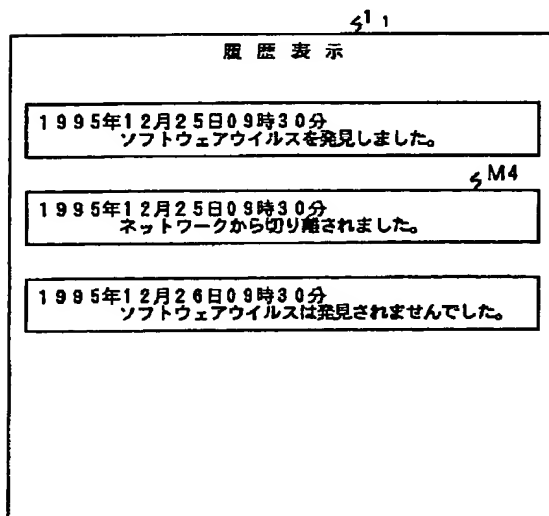 11
履歴表示
1995年12月25日09時30分
ソフトウェアウイルスを発見しました。
M4
1995年12月25日09時30分
ネットワークから切り離されました。
1995年12月26日09時30分
ソフトウェアウイルスは発見されませんでした。